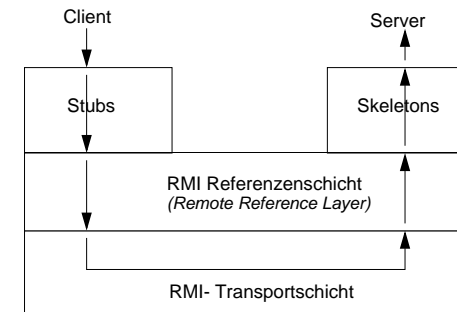 Client
Server
Stubs
Skeletons
RMI Referenzenschicht
(Remote Reference Layer)
RMI- Transportschicht